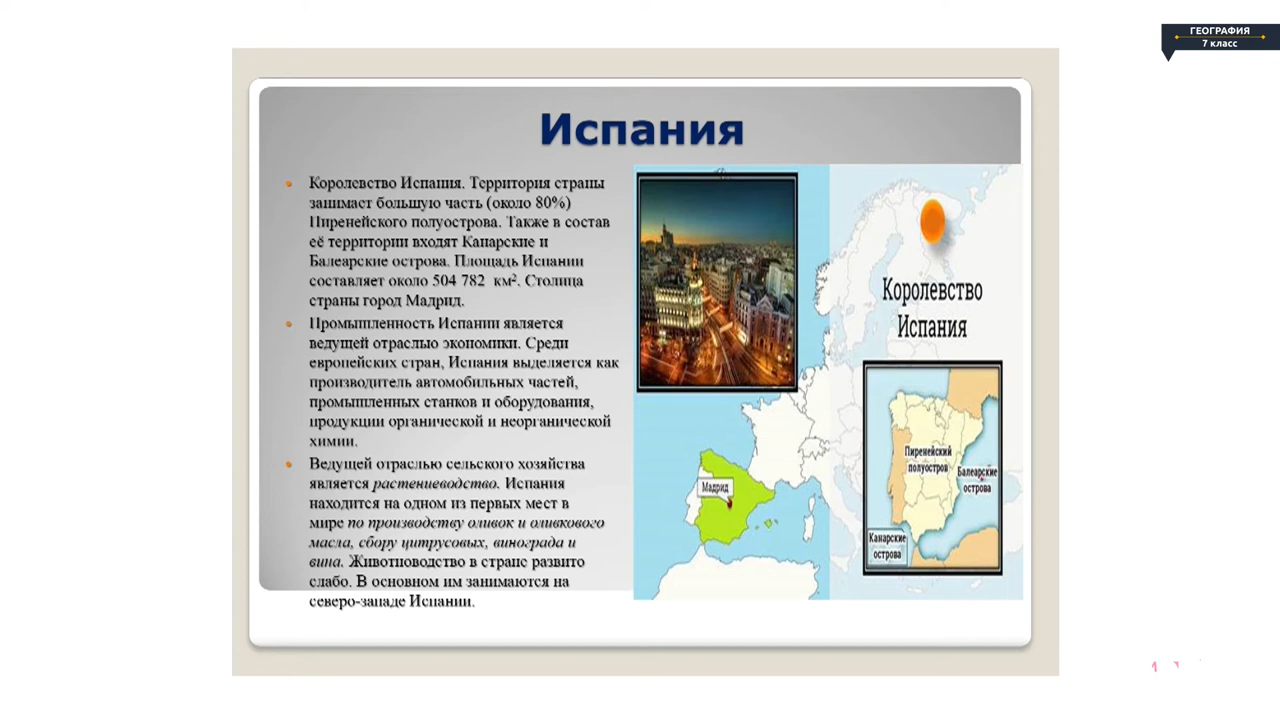 ГЕОГРАФИЯ
7 класс
Испания
Королевство Испания. Территория страны
занимает большую часть (около 80%)
Пиренейского полуострова. Также в состав
её территории входят Канарские и
Балеарские острова. Площадь Испании
составляет около 504 782 км². Столица
страны город Мадрид.
Промышленность Испании является
ведущей отраслью экономики. Среди
европейских стран, Испания выделяется как
производитель автомобильных частей,
промышленных станков и оборудования,
продукции органической и неорганической
химии.
Ведущей отраслью сельского хозяйства
является растениеводство. Испания
находится на одном из первых мест в
мире по производству оливок и оливкового
масла, сбору цитрусовых, винограда и
вина. Животноводство в стране развито
слабо. В основном им занимаются на
северо-западе Испании.
Королевство
Испания
Мадрид
Пиренейский
полуостров
Балеарские
острова
Канарские
острова